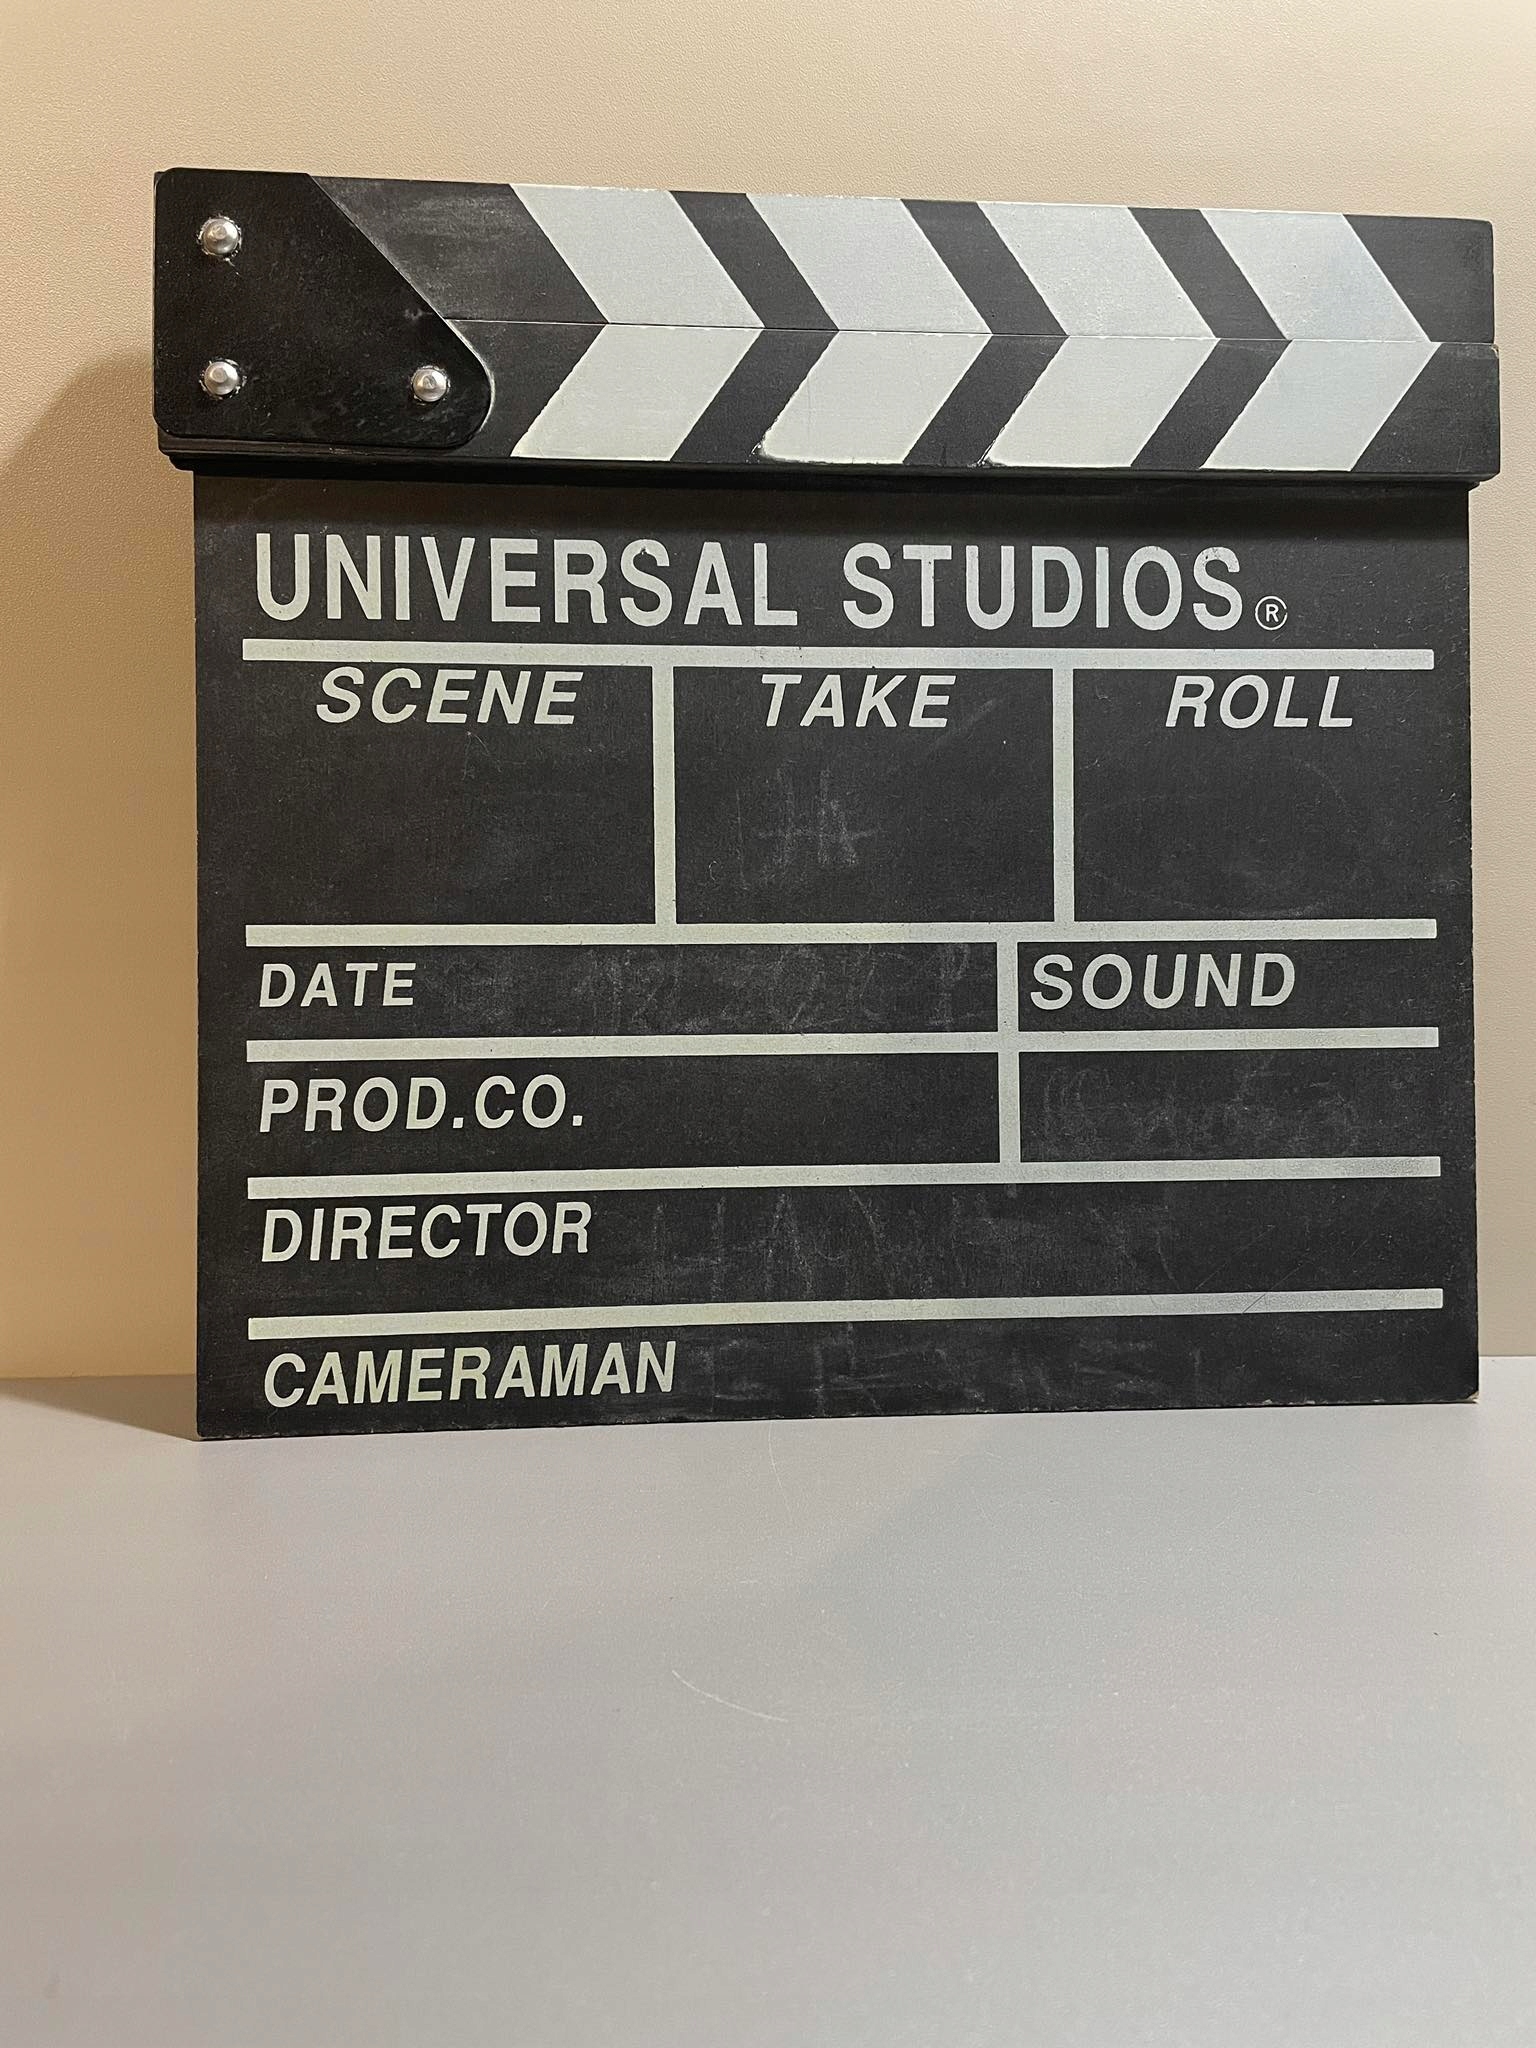 UNIVERSAL STUDIOS®
SCENE TAKE ROLL
DATE SOUND
PROD.CO.
DIRECTOR
CAMERAMAN